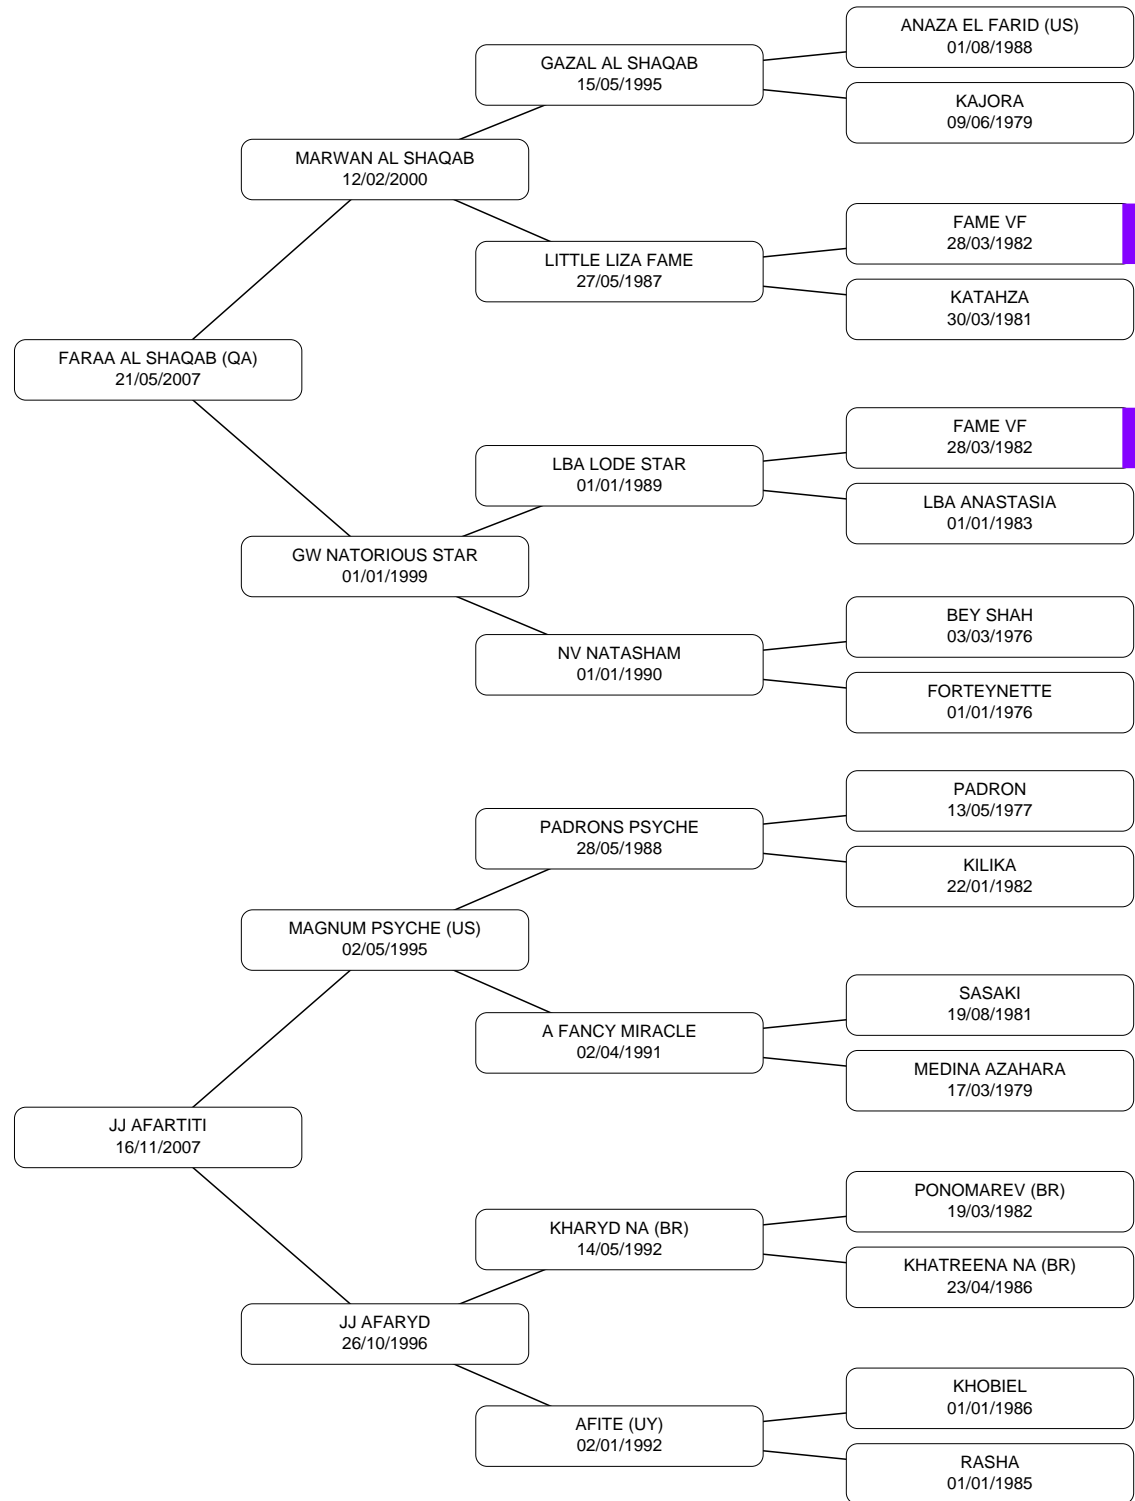 ANAZA EL FARID (US)
01/08/1988
GAZAL AL SHAQAB
15/05/1995
KAJORA
09/06/1979
MARWAN AL SHAQAB
12/02/2000
FAME VF
28/03/1982
LITTLE LIZA FAME
27/05/1987
KATAHZA
30/03/1981
FARAA AL SHAQAB (QA)
21/05/2007
FAME VF
28/03/1982
LBA LODE STAR
01/01/1989
LBA ANASTASIA
01/01/1983
GW NATORIOUS STAR
01/01/1999
BEY SHAH
03/03/1976
NV NATASHAM
01/01/1990
FORTEYNETTE
01/01/1976
PADRON
13/05/1977
PADRONS PSYCHE
28/05/1988
KILIKA
22/01/1982
MAGNUM PSYCHE (US)
02/05/1995
SASAKI
19/08/1981
A FANCY MIRACLE
02/04/1991
MEDINA AZAHARA
17/03/1979
JJ AFARTITI
16/11/2007
PONOMAREV (BR)
19/03/1982
KHARYD NA (BR)
14/05/1992
KHATREENA NA (BR)
23/04/1986
JJ AFARYD
26/10/1996
KHOBIEL
01/01/1986
AFITE (UY)
02/01/1992
RASHA
01/01/1985